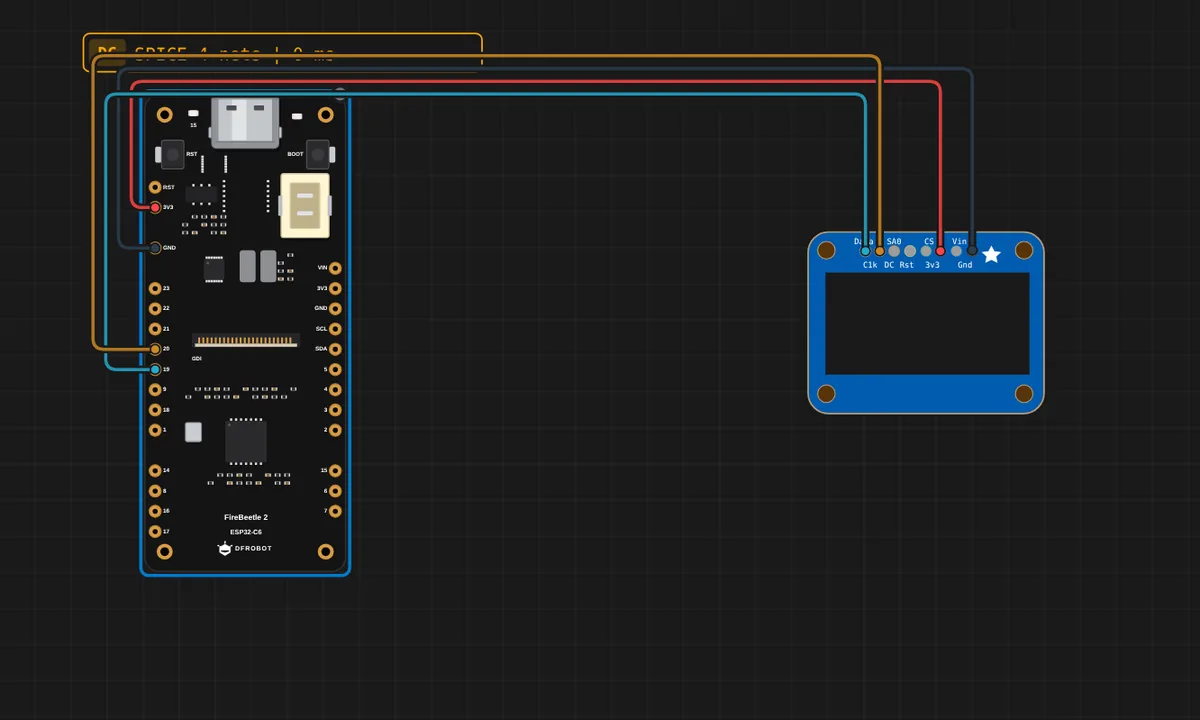 DC SPICE 4 nets | 0 ms
15
RST
BOOT
RST
3V3
GND
VIN
23
3V3
22
GND
21
SCL
20
SDA
19
5
GDI
9
4
18
3
1
2
14
15
8
6
16
7
17
FireBeetle 2
ESP32-C6
DFROBOT
Data SA0 CS Vin
Clk DC Rst 3v3 Gnd